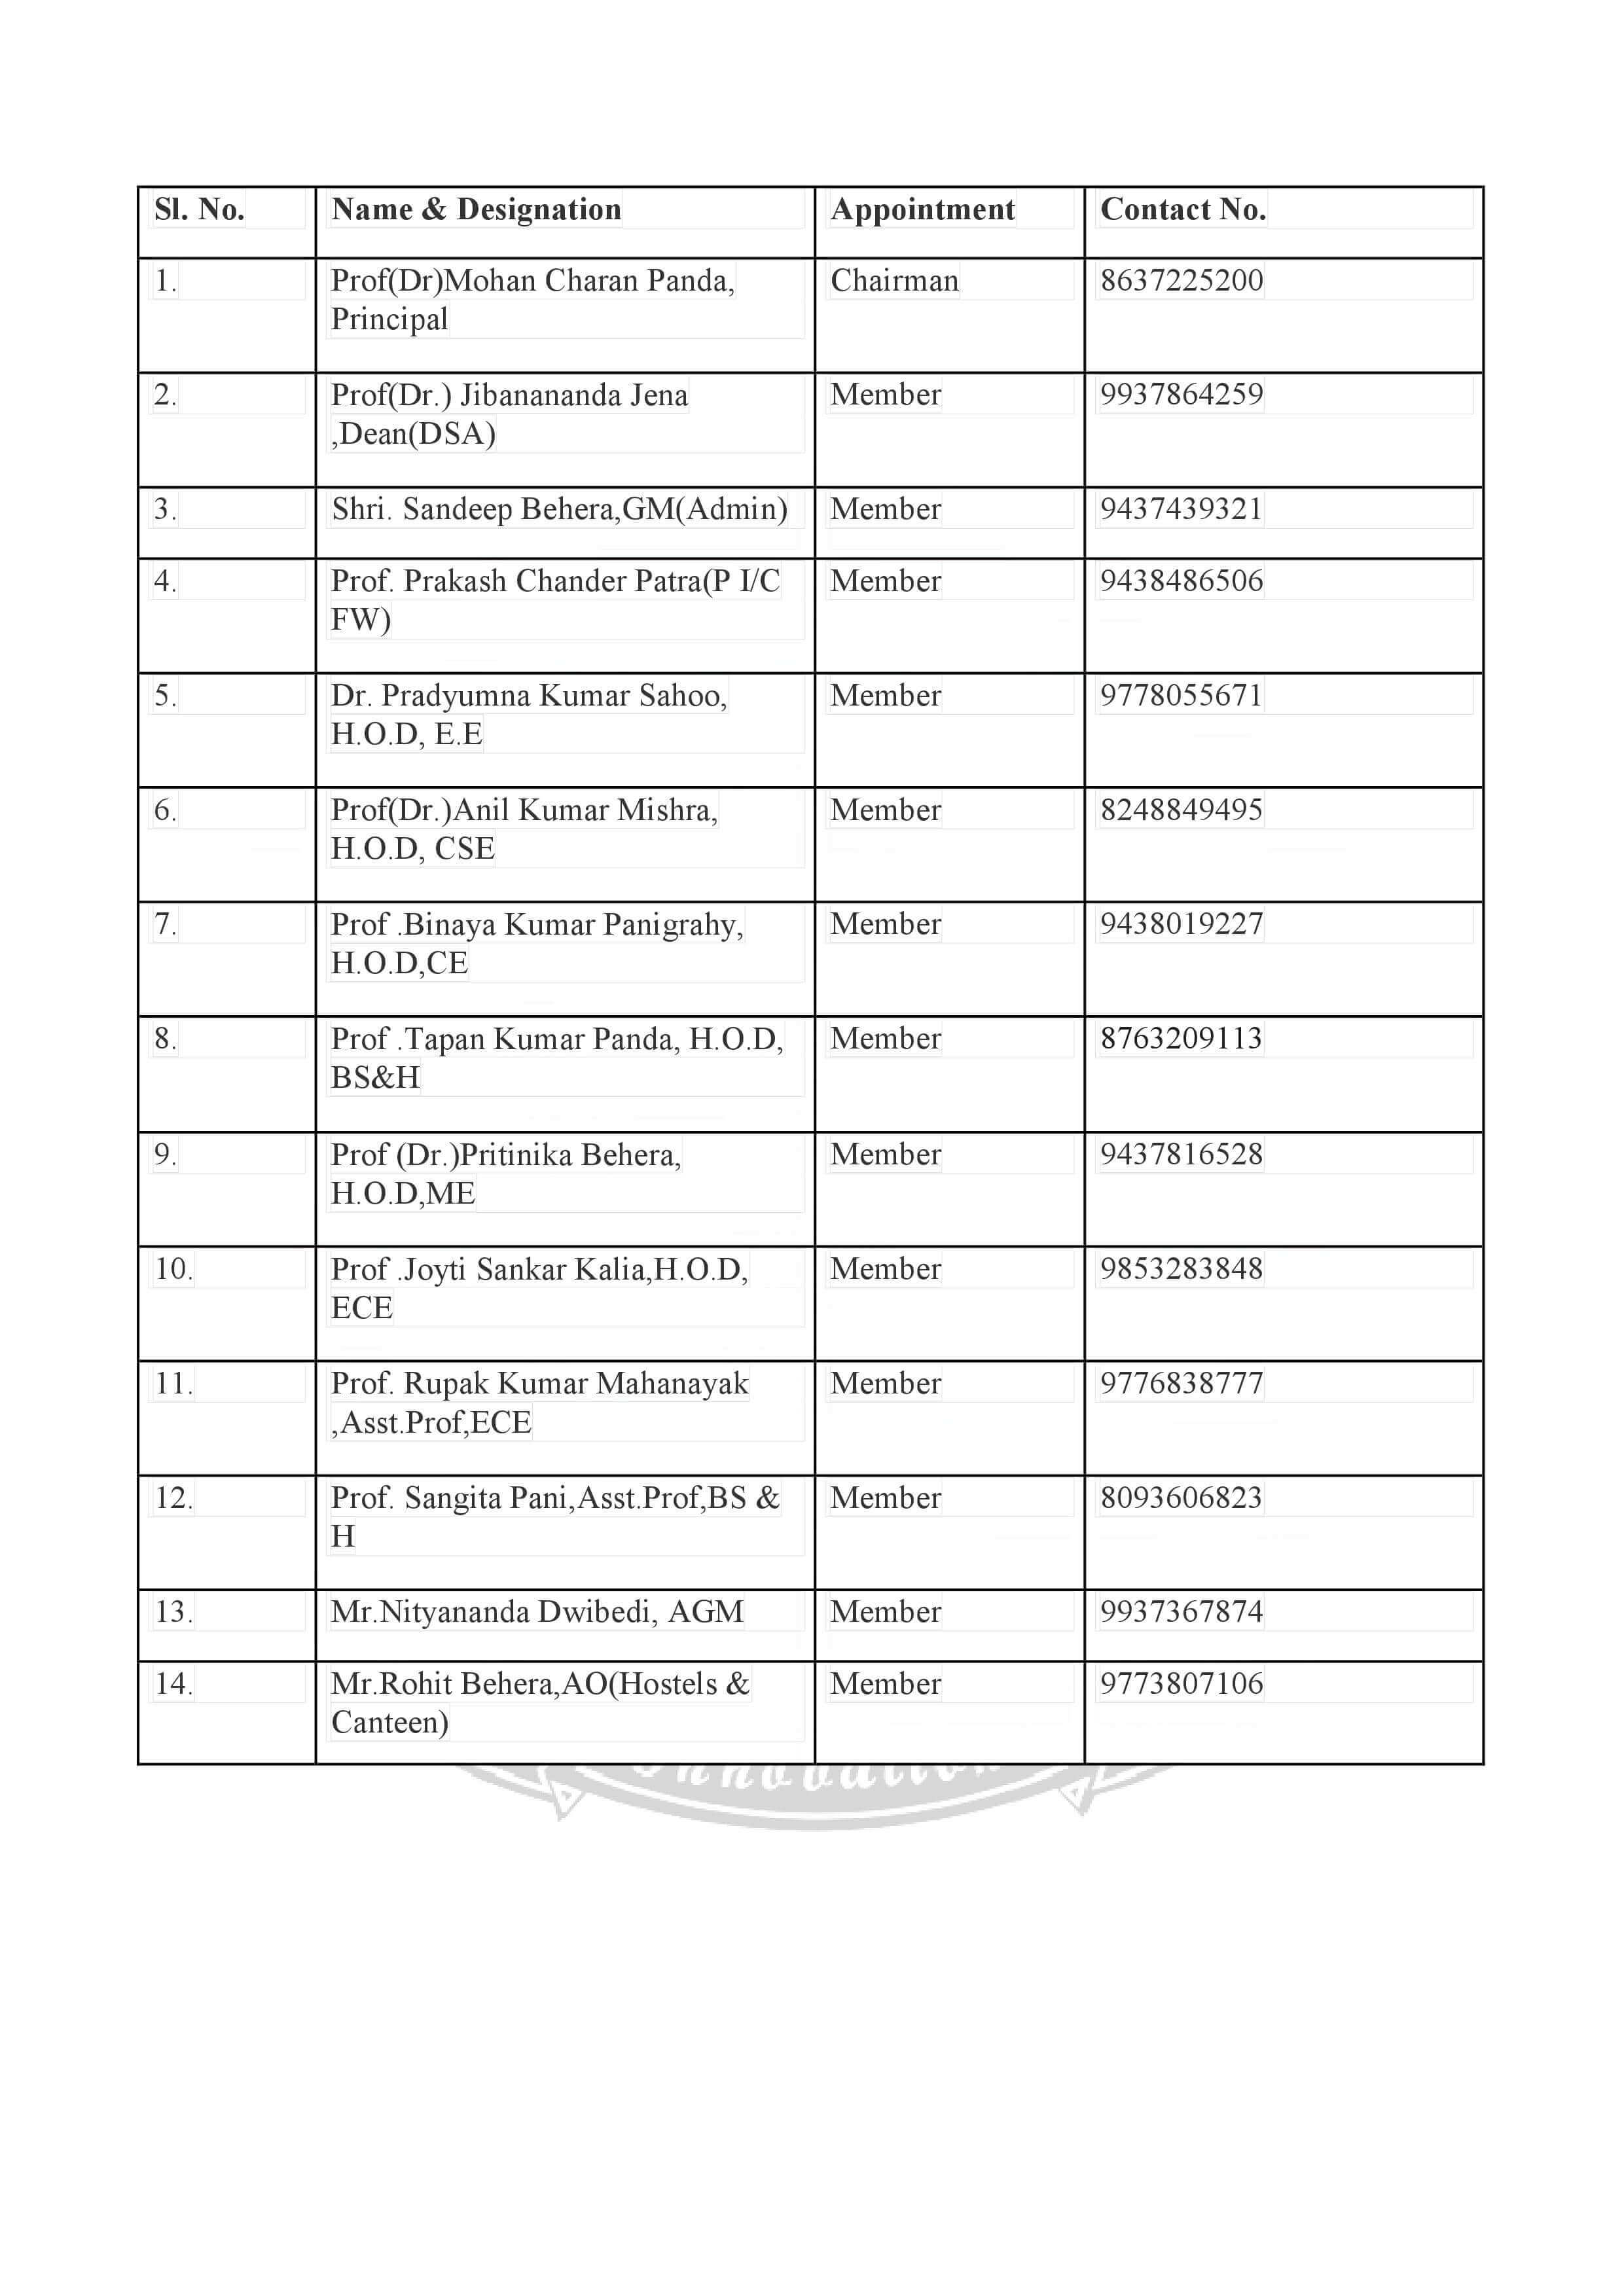 Sl. No. Name & Designation Appointment Contact No.
1. Prof(Dr)Mohan Charan Panda, Chairman 8637225200
Principal
2. Prof(Dr.) Jibanananda Jena Member 9937864259
,Dean(DSA)
3. Shri. Sandeep Behera,GM(Admin) Member 9437439321
4. Prof. Prakash Chander Patra(P I/C Member 9438486506
FW)
5. Dr. Pradyumna Kumar Sahoo, Member 9778055671
H.O.D, E.E
6. Prof(Dr.)Anil Kumar Mishra, Member 8248849495
H.O.D, CSE
7. Prof .Binaya Kumar Panigrahy, Member 9438019227
H.O.D,CE
8. Prof .Tapan Kumar Panda, H.O.D, Member 8763209113
BS&H
9. Prof (Dr.)Pritinika Behera, Member 9437816528
H.O.D,ME
10. Prof .Joyti Sankar Kalia,H.O.D, Member 9853283848
ECE
11. Prof. Rupak Kumar Mahanayak Member 9776838777
,Asst.Prof,ECE
12. Prof. Sangita Pani,Asst.Prof,BS & Member 8093606823
H
13. Mr.Nityananda Dwibedi, AGM Member 9937367874
14. Mr.Rohit Behera,AO(Hostels & Member 9773807106
Canteen)
Innovation